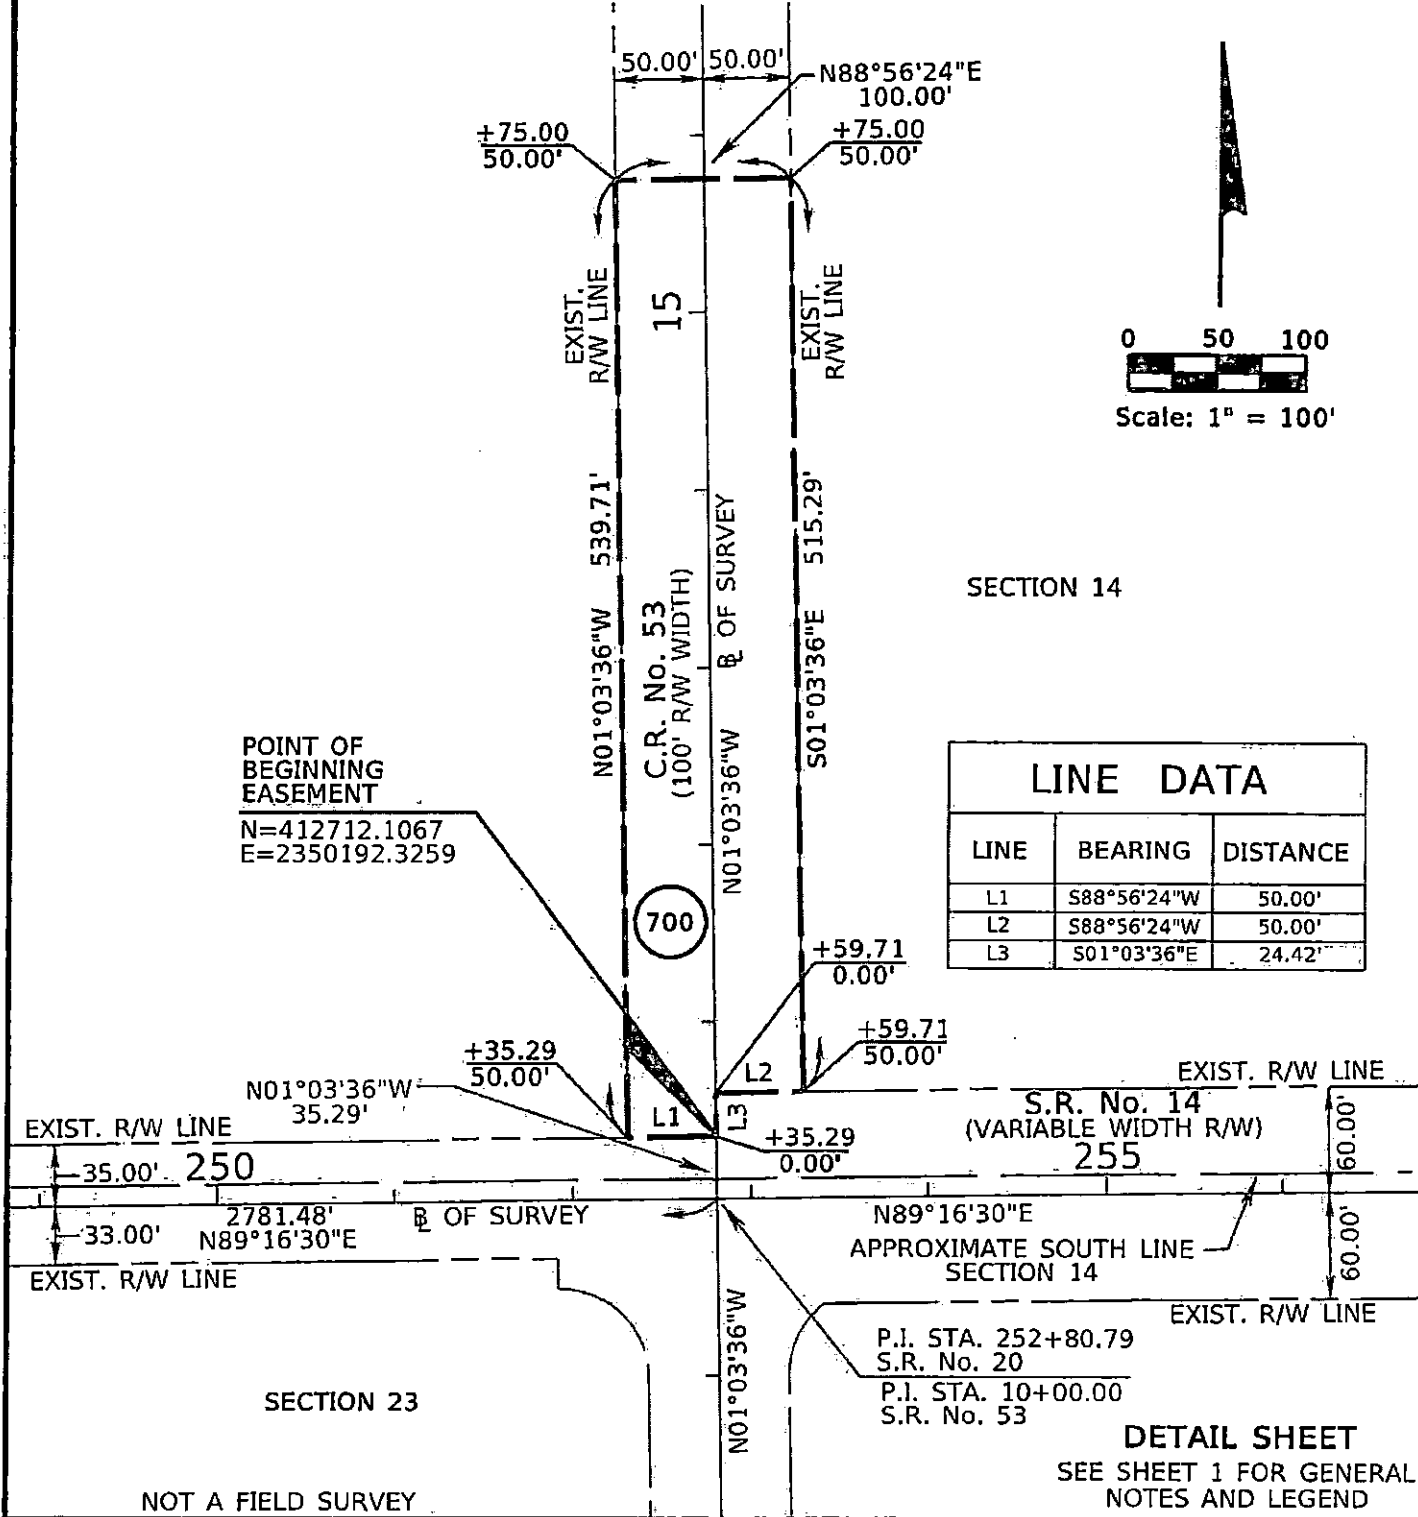 50.00' 50.00'
N88°56'24"E
100.00'
+75.00
50.00'
+75.00
50.00'
EXIST.
R/W LINE
15
EXIST.
R/W LINE
0 50 100
Scale: 1" = 100'
N01°03'36"W 539.71'
C.R. No. 53
(100' R/W WIDTH)
N01°03'36"W ℄ OF SURVEY
S01°03'36"E 515.29'
SECTION 14
POINT OF
BEGINNING
EASEMENT
N=412712.1067
E=2350192.3259
700
LINE DATA
LINE BEARING DISTANCE
L1 S88°56'24"W 50.00'
L2 S88°56'24"W 50.00'
L3 S01°03'36"E 24.42'
+59.71
0.00'
+59.71
50.00'
+35.29
50.00'
N01°03'36"W
35.29'
L1
L2
L3
+35.29
0.00'
EXIST. R/W LINE
EXIST. R/W LINE
S.R. No. 14
(VARIABLE WIDTH R/W)
60.00'
35.00' 250
255
2781.48' ℄ OF SURVEY
33.00' N89°16'30"E
N89°16'30"E
APPROXIMATE SOUTH LINE
SECTION 14
60.00'
EXIST. R/W LINE
EXIST. R/W LINE
N01°03'36"W
P.I. STA. 252+80.79
S.R. No. 20
P.I. STA. 10+00.00
S.R. No. 53
SECTION 23
DETAIL SHEET
SEE SHEET 1 FOR GENERAL
NOTES AND LEGEND
NOT A FIELD SURVEY